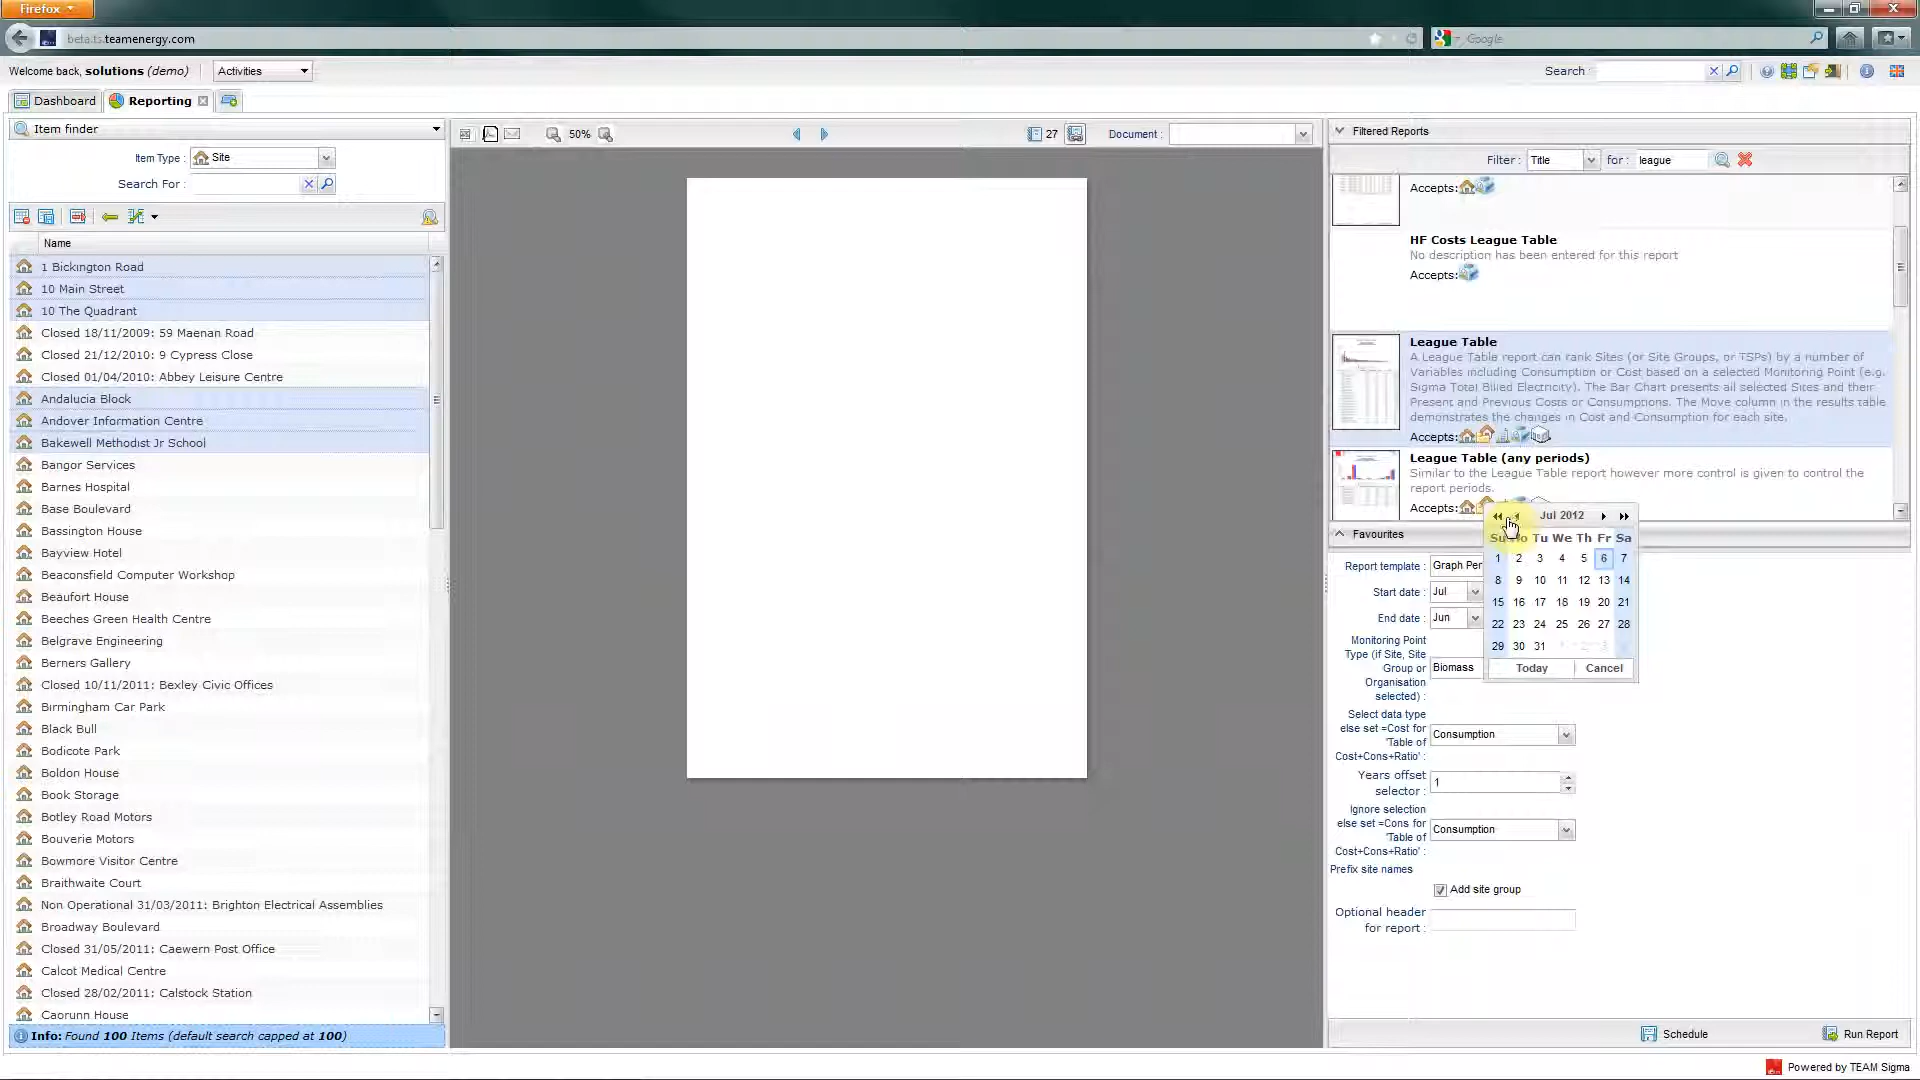 Firefox
beta.ts.teamenergy.com
Google
Welcome back, solutions (demo)
Activities
Search :
Dashboard
Reporting
Item finder
Item Type :
Site
Search For :
Name
1 Bickington Road
10 Main Street
10 The Quadrant
Closed 18/11/2009: 59 Maenan Road
Closed 21/12/2010: 9 Cypress Close
Closed 01/04/2010: Abbey Leisure Centre
Andalucia Block
Andover Information Centre
Bakewell Methodist Jr School
Bangor Services
Barnes Hospital
Base Boulevard
Bassington House
Bayview Hotel
Beaconsfield Computer Workshop
Beaufort House
Beeches Green Health Centre
Belgrave Engineering
Berners Gallery
Closed 10/11/2011: Bexley Civic Offices
Birmingham Car Park
Black Bull
Bodicote Park
Boldon House
Book Storage
Botley Road Motors
Bouverie Motors
Bowmore Visitor Centre
Braithwaite Court
Non Operational 31/03/2011: Brighton Electrical Assemblies
Broadway Boulevard
Closed 31/05/2011: Caewern Post Office
Calcot Medical Centre
Closed 28/02/2011: Calstock Station
Caorunn House
Info: Found 100 Items (default search capped at 100)
50%
27
Document :
Filtered Reports
Filter :
Title
for :
league
Accepts:
HF Costs League Table
No description has been entered for this report
Accepts:
League Table
A League Table report can rank Sites (or Site Groups, or TSPs) by a number of
Variables including Consumption or Cost based on a selected Monitoring Point (e.g.
Sigma Total Billed Electricity). The Bar Chart presents all selected Sites and their
Present and Previous Costs or Consumptions. The Move column in the results table
demonstrates the changes in Cost and Consumption for each site.
Accepts:
League Table (any periods)
Similar to the League Table report however more control is given to control the
report periods.
Accepts:
Favourites
Jul 2012
Su Mo Tu We Th Fr Sa
1 2 3 4 5 6 7
8 9 10 11 12 13 14
15 16 17 18 19 20 21
22 23 24 25 26 27 28
29 30 31
Today
Cancel
Report template :
Graph Per
Start date :
Jul
End date :
Jun
Monitoring Point
Type (if Site, Site
Group or
Organisation
selected) :
Biomass
Select data type
else set =Cost for
'Table of
Cost+Cons+Ratio' :
Consumption
Years offset
selector :
1
Ignore selection
else set =Cons for
'Table of
Cost+Cons+Ratio' :
Consumption
Prefix site names
Add site group
Optional header
for report :
Schedule
Run Report
Powered by TEAM Sigma